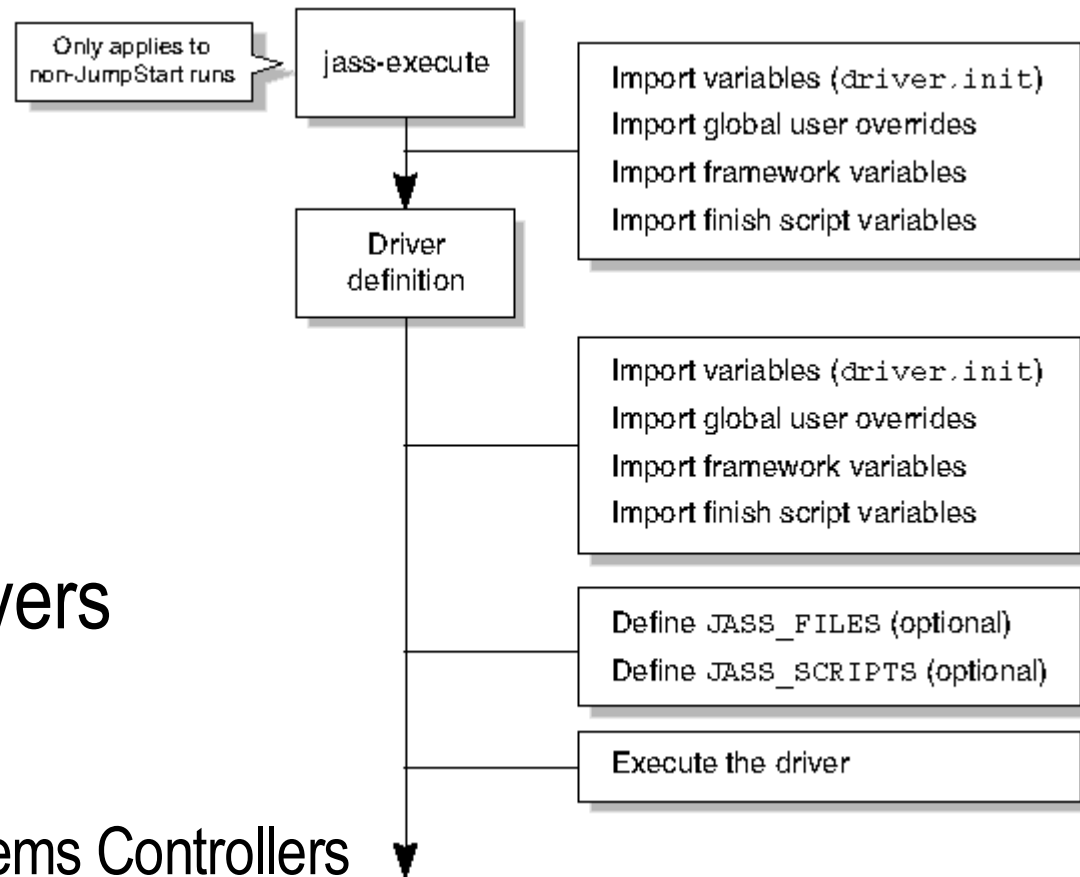 Only applies to
non-JumpStart runs
jass-execute
Import variables (driver.init)
Import global user overrides
Import framework variables
Import finish script variables
Driver
definition
Import variables (driver.init)
Import global user overrides
Import framework variables
Import finish script variables
vers
Define JASS_FILES (optional)
Define JASS_SCRIPTS (optional)
Execute the driver
ems Controllers